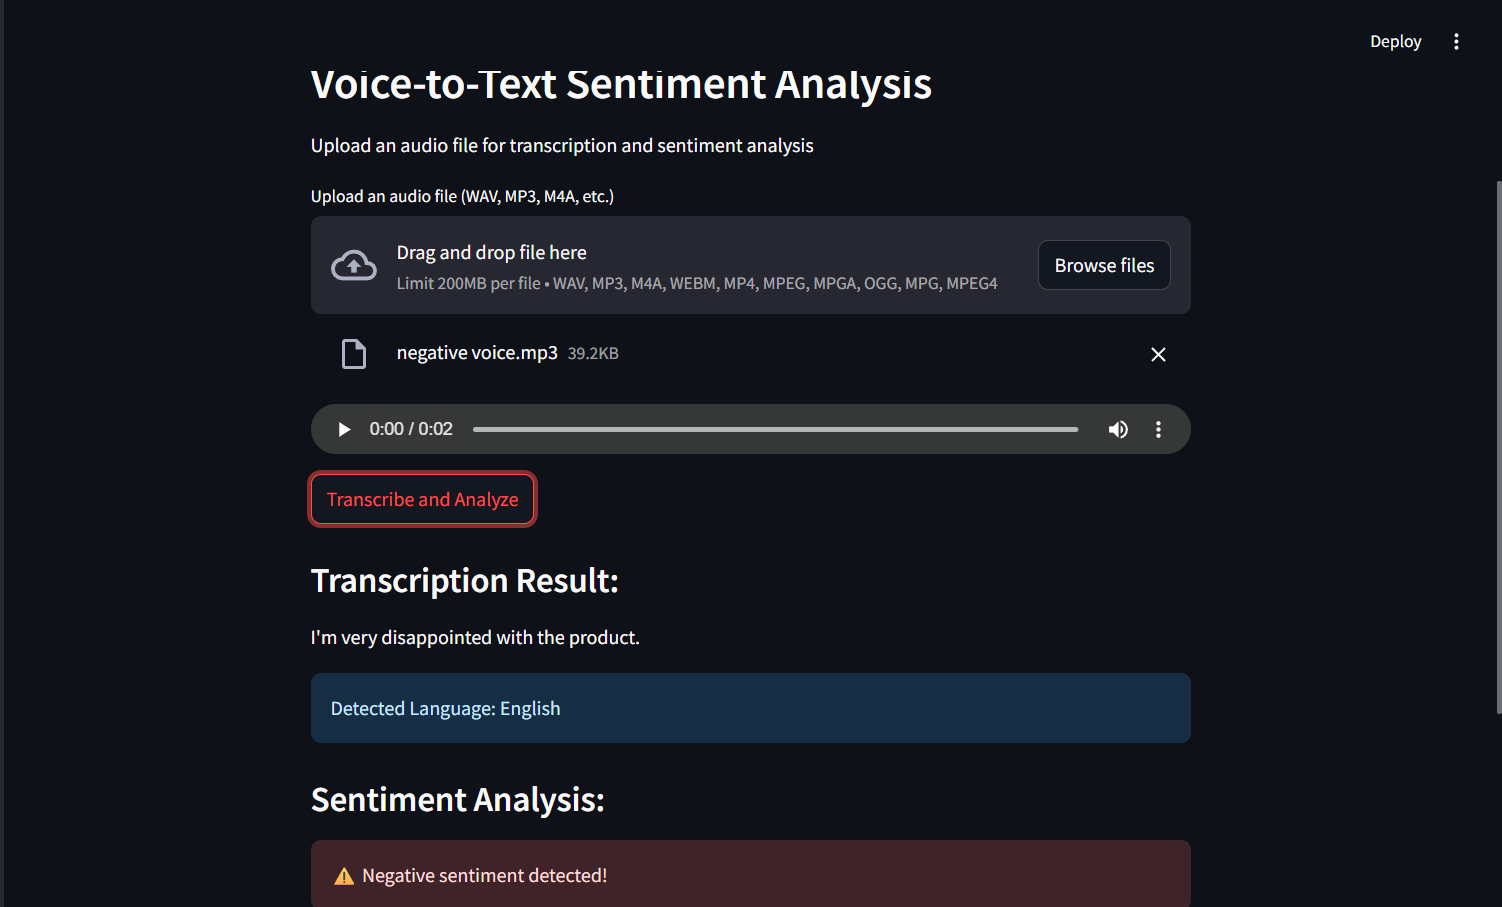 Deploy
Voice-to-Text Sentiment Analysis
Upload an audio file for transcription and sentiment analysis
Upload an audio file (WAV, MP3, M4A, etc.)
Drag and drop file here
Limit 200MB per file • WAV, MP3, M4A, WEBM, MP4, MPEG, MPGA, OGG, MPG, MPEG4
Browse files
negative voice.mp3 39.2KB
0:00 / 0:02
Transcribe and Analyze
Transcription Result:
I'm very disappointed with the product.
Detected Language: English
Sentiment Analysis:
Negative sentiment detected!